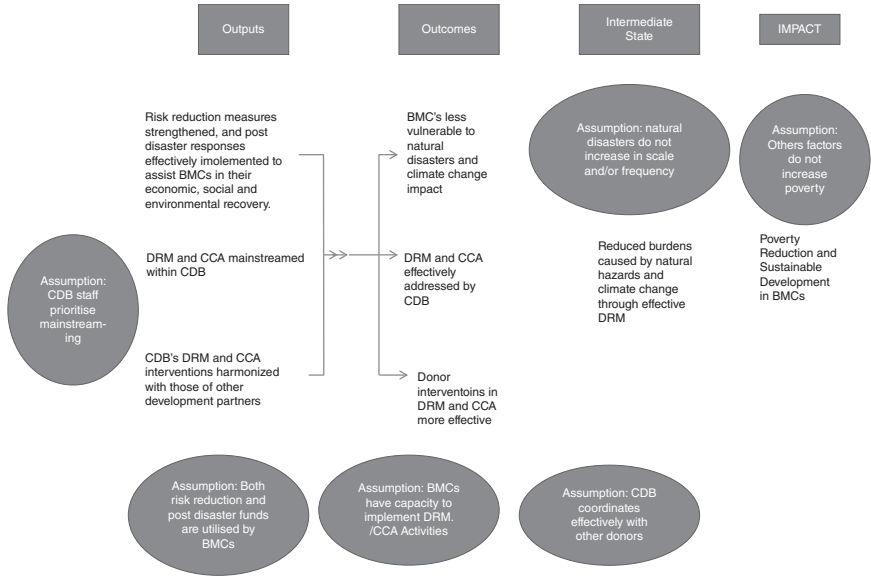 Outputs
Outcomes
Intermediate
State
IMPACT
Risk reduction measures
strengthened, and post
disaster responses
effectively imolemented to
assist BMCs in their
economic, social and
environmental recovery.
BMC's less
vulnerable to
natural
disasters and
climate change
impact
Assumption: natural
disasters do not
increase in scale
and/or frequency
Assumption:
Others factors
do not
increase
poverty
Assumption:
CDB staff
prioritise
mainstream-
ing
DRM and CCA mainstreamed
within CDB
DRM and CCA
effectively
addressed by
CDB
Reduced burdens
caused by natural
hazards and
climate change
through effective
DRM
Poverty
Reduction and
Sustainable
Development
in BMCs
CDB's DRM and CCA
interventions harmonized
with those of other
development partners
Donor
interventoins in
DRM and CCA
more effective
Assumption: Both
risk reduction and
post disaster funds
are utilised by
BMCs
Assumption: BMCs
have capacity to
implement DRM.
/CCA Activities
Assumption: CDB
coordinates
effectively with
other donors